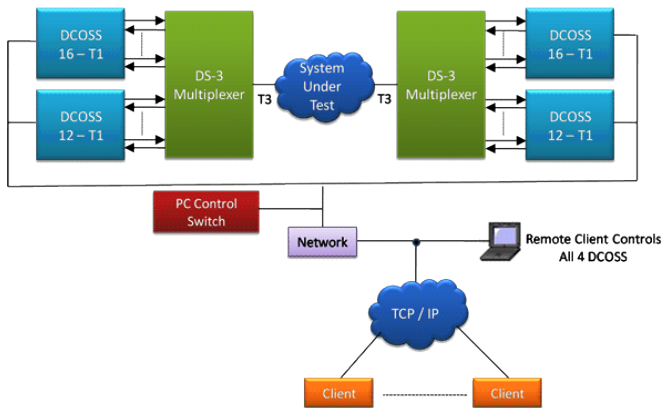 DCOSS
16 – T1
DS-3
Multiplexer
DCOSS
12 – T1
T3
System
Under
Test
T3
DS-3
Multiplexer
DCOSS
16 – T1
DCOSS
12 – T1
PC Control
Switch
Network
Remote Client Controls
All 4 DCOSS
TCP / IP
Client
Client